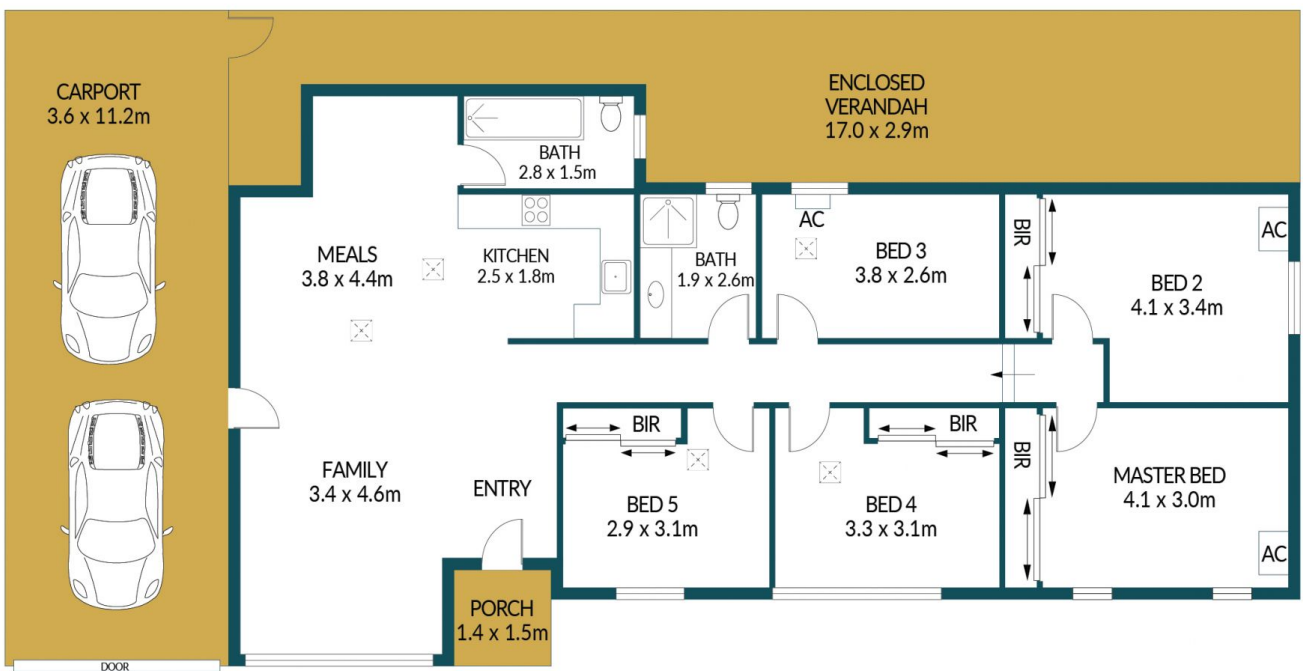 CARPORT
3.6 x 11.2m
ENCLOSED
VERANDAH
17.0 x 2.9m
BATH
2.8 x 1.5m
MEALS
3.8 x 4.4m
KITCHEN
2.5 x 1.8m
BATH
1.9 x 2.6m
AC
BED 3
3.8 x 2.6m
BIR
BED 2
4.1 x 3.4m
AC
FAMILY
3.4 x 4.6m
ENTRY
BIR
BED 5
2.9 x 3.1m
BIR
BED 4
3.3 x 3.1m
BIR
MASTER BED
4.1 x 3.0m
AC
PORCH
1.4 x 1.5m
DOOR